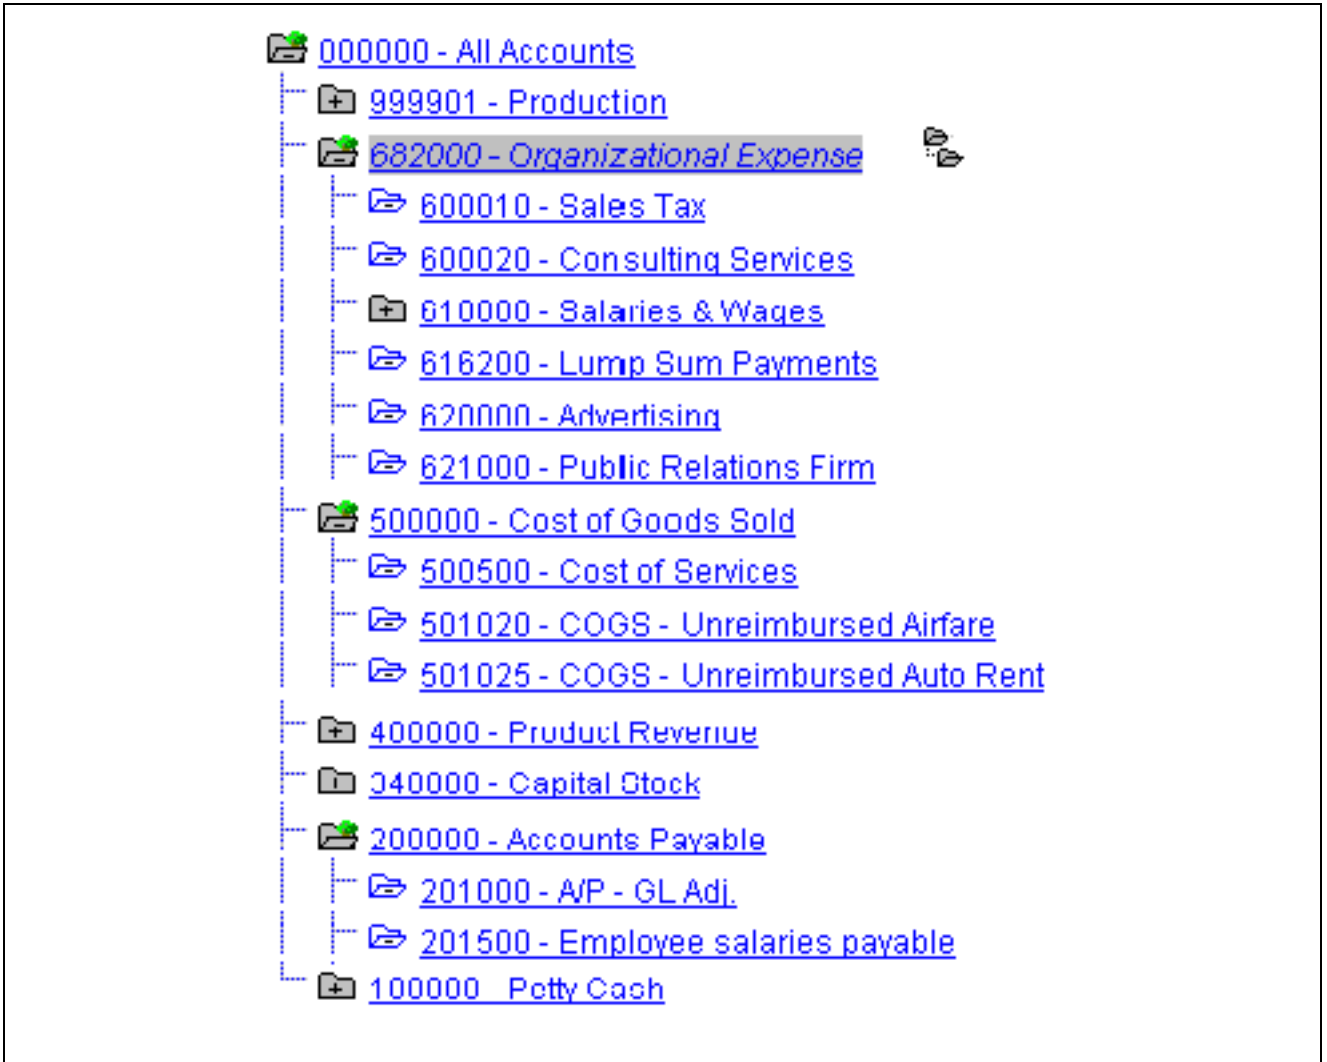 000000 - All Accounts
999901 - Production
682000 - Organizational Expense
600010 - Sales Tax
600020 - Consulting Services
610000 - Salaries & Wages
616200 - Lump Sum Payments
620000 - Advertising
621000 - Public Relations Firm
500000 - Cost of Goods Sold
500500 - Cost of Services
501020 - COGS - Unreimbursed Airfare
501025 - COGS - Unreimbursed Auto Rent
400000 - Product Revenue
340000 - Capital Stock
200000 - Accounts Payable
201000 - A/P - GL Adj.
201500 - Employee salaries payable
100000 - Petty Cash